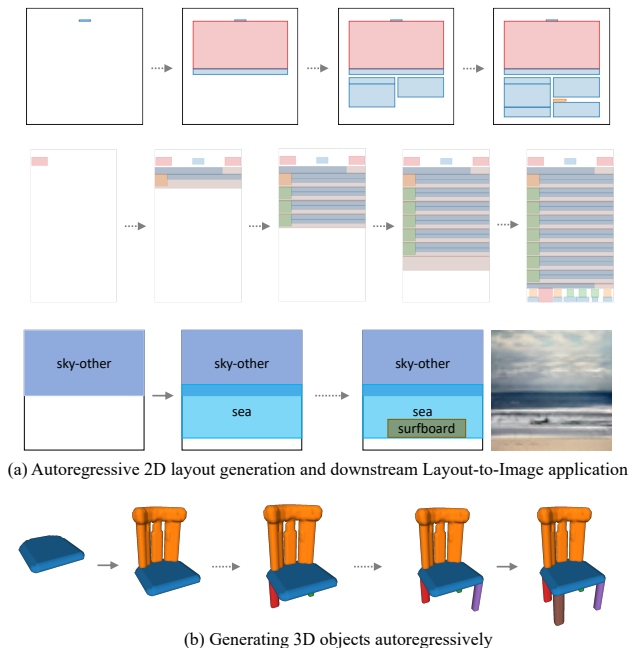 sky-other
sky-other
sea
sky-other
sea
surfboard
(a) Autoregressive 2D layout generation and downstream Layout-to-Image application
(b) Generating 3D objects autoregressively